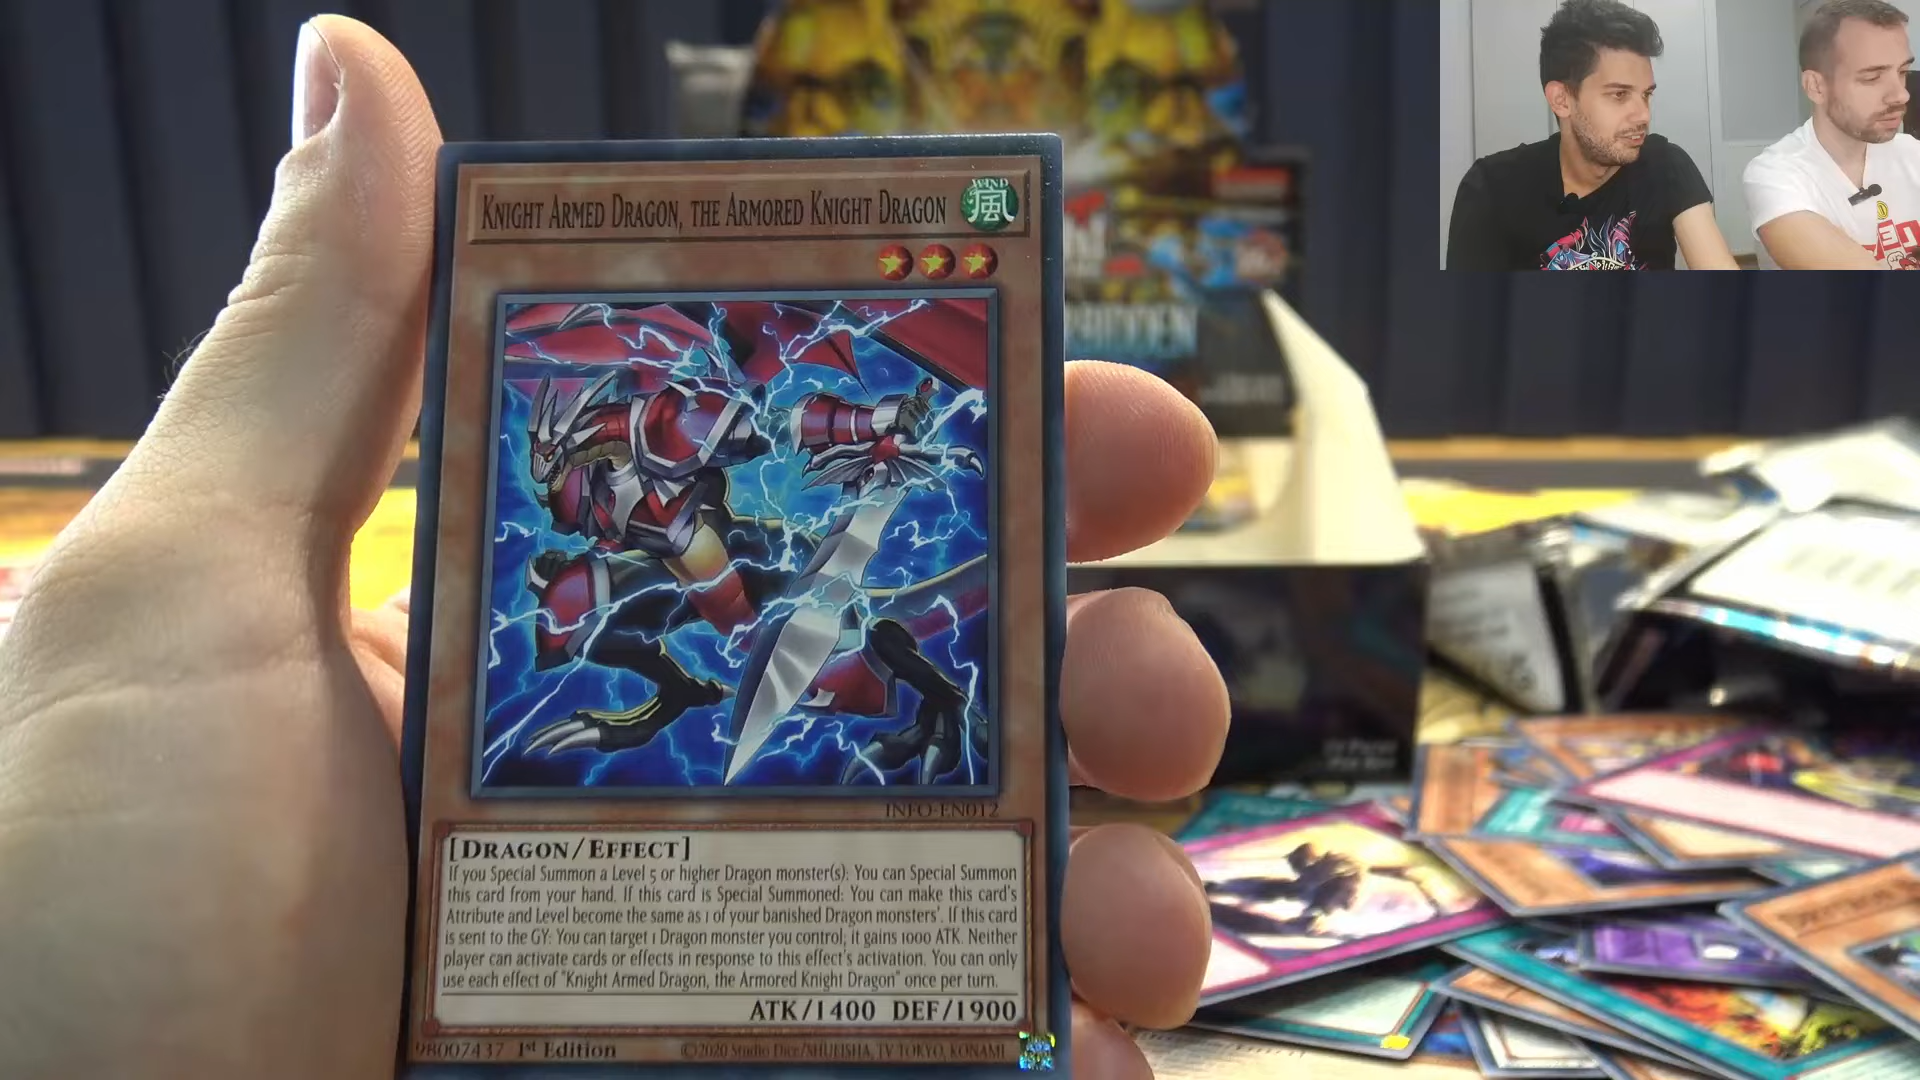 KNIGHT ARMED DRAGON, THE ARMORED KNIGHT DRAGON
WIND
風
INFO-EN012
[DRAGON/EFFECT]
If you Special Summon a Level 5 or higher Dragon monster(s): You can Special Summon
this card from your hand. If this card is Special Summoned: You can make this card's
Attribute and Level become the same as 1 of your banished Dragon monsters'. If this card
is sent to the GY: You can target 1 Dragon monster you control; it gains 1000 ATK. Neither
player can activate cards or effects in response to this effect's activation. You can only
use each effect of "Knight Armed Dragon, the Armored Knight Dragon" once per turn.
ATK/1400 DEF/1900
98007437 1st Edition
©2020 Studio Dice/SHUEISHA, TV TOKYO, KONAMI